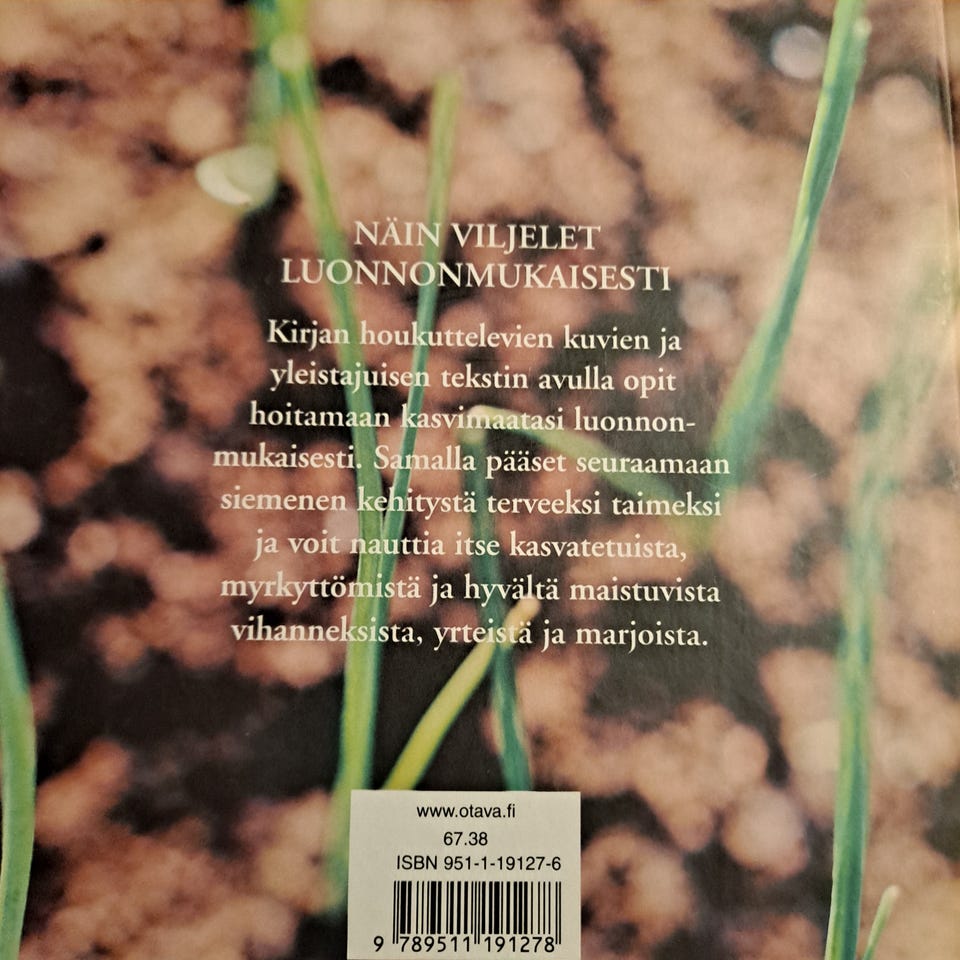 NÄIN VILJELET
LUONNONMUKAISESTI
Kirjan houkuttelevien kuvien ja
yleistajuisen tekstin avulla opit
hoitamaan kasvimaatasi luonnon-
mukaisesti. Samalla pääset seuraamaan
siemenen kehitystä terveeksi taimeksi
ja voit nauttia itse kasvatetuista,
myrkyttömistä ja hyvältä maistuvista
vihanneksista, yrteistä ja marjoista.
www.otava.fi
67.38
ISBN 951-1-19127-6
9 789511 191278